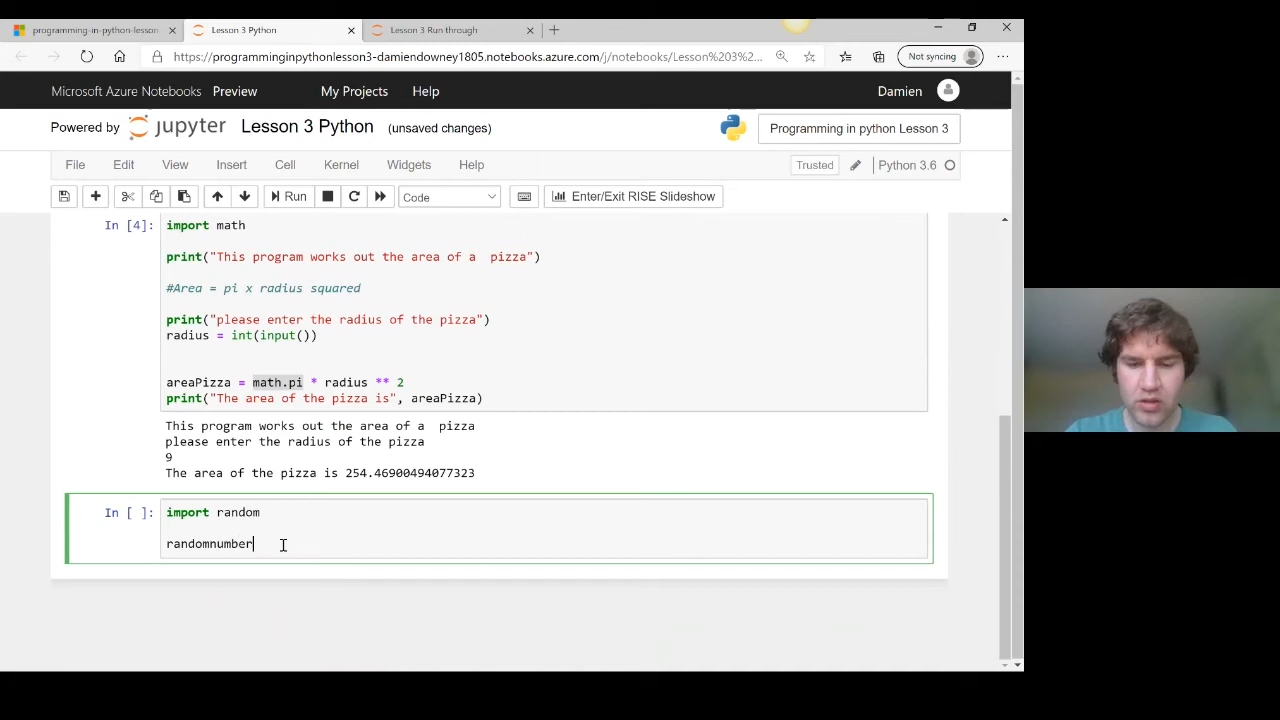 programming-in-python-lesson
Lesson 3 Python
Lesson 3 Run through
https://programminginpythonlesson3-damiendowney1805.notebooks.azure.com/j/notebooks/Lesson%203%...
Not syncing
Microsoft Azure Notebooks Preview My Projects Help Damien
Powered by jupyter Lesson 3 Python (unsaved changes) Programming in python Lesson 3
File Edit View Insert Cell Kernel Widgets Help Trusted Python 3.6
Run Code Enter/Exit RISE Slideshow
In [4]: import math
print("This program works out the area of a  pizza")
#Area = pi x radius squared
print("please enter the radius of the pizza")
radius = int(input())
areaPizza = math.pi * radius ** 2
print("The area of the pizza is", areaPizza)
This program works out the area of a  pizza
please enter the radius of the pizza
9
The area of the pizza is 254.46900494077323
In [ ]: import random
randomnumber